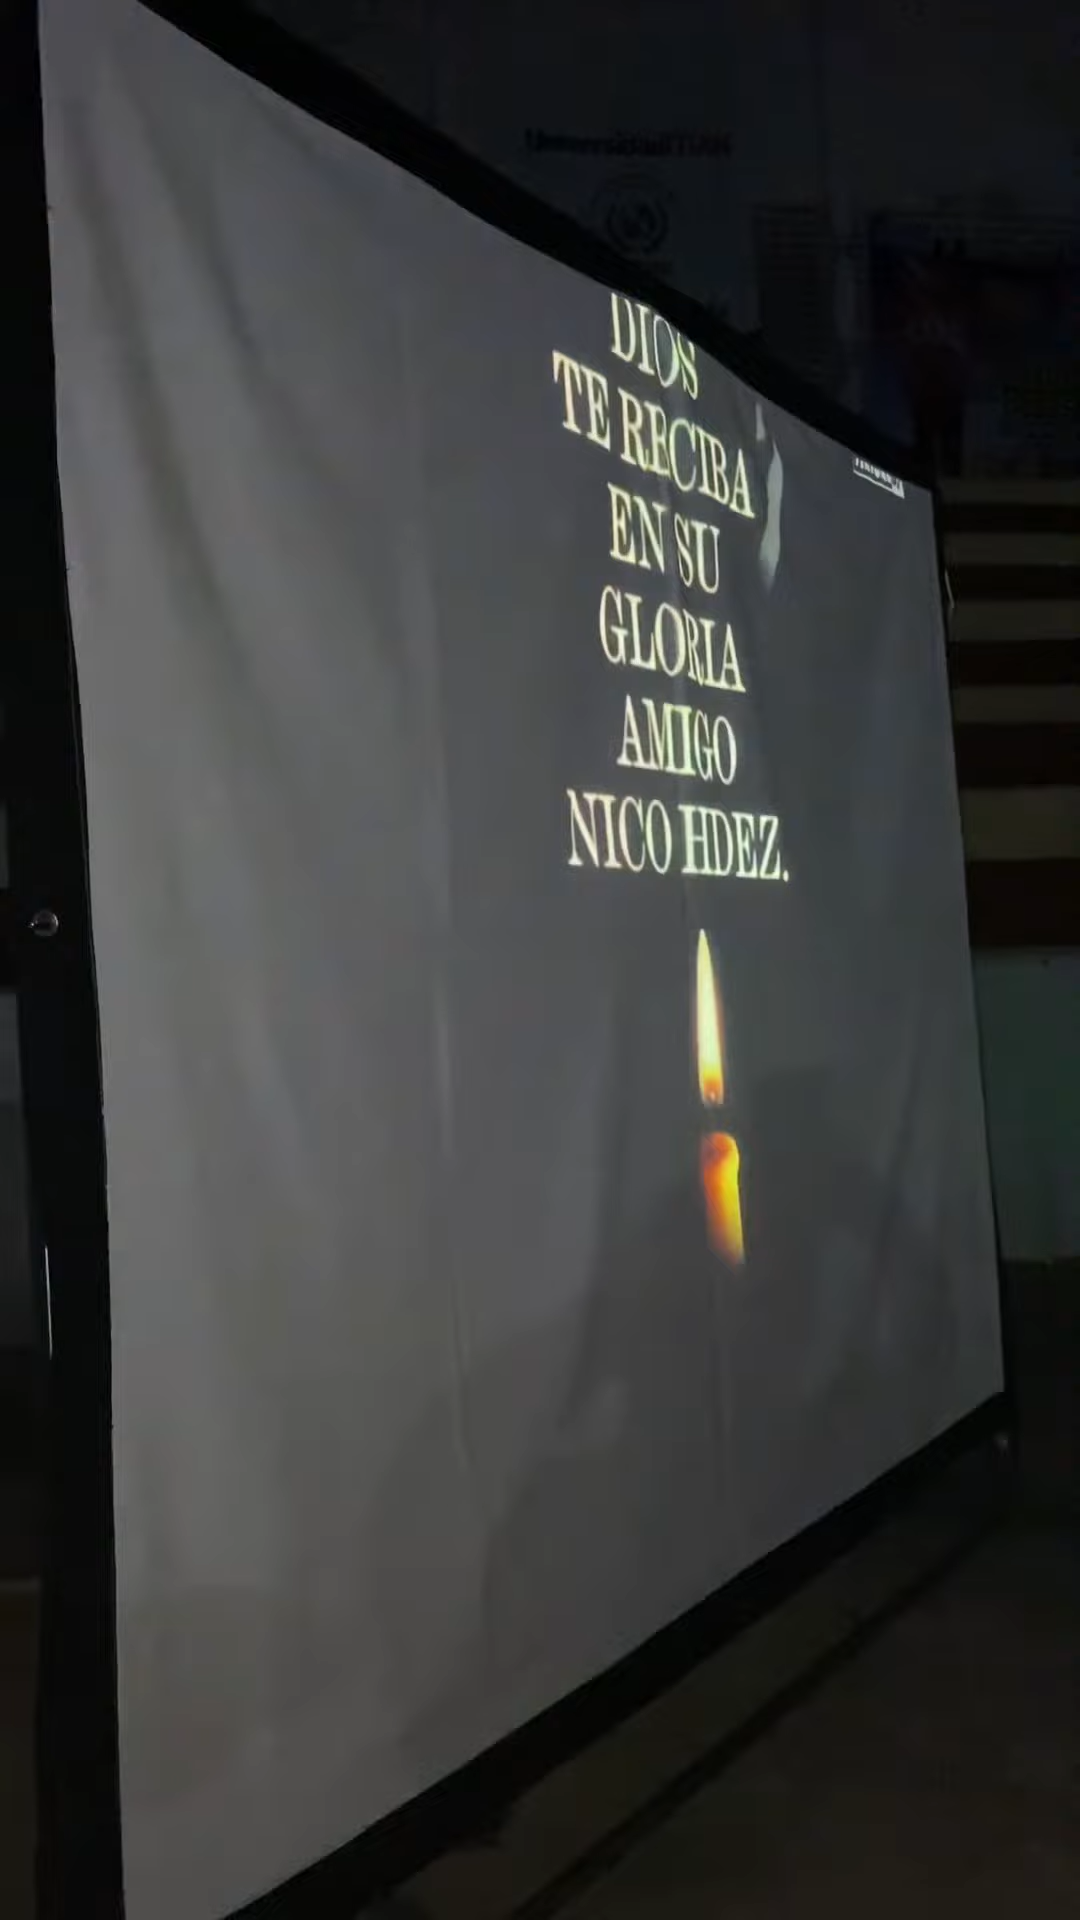 DIOS
TE RECIBA
EN SU
GLORIA
AMIGO
NICO HDEZ.